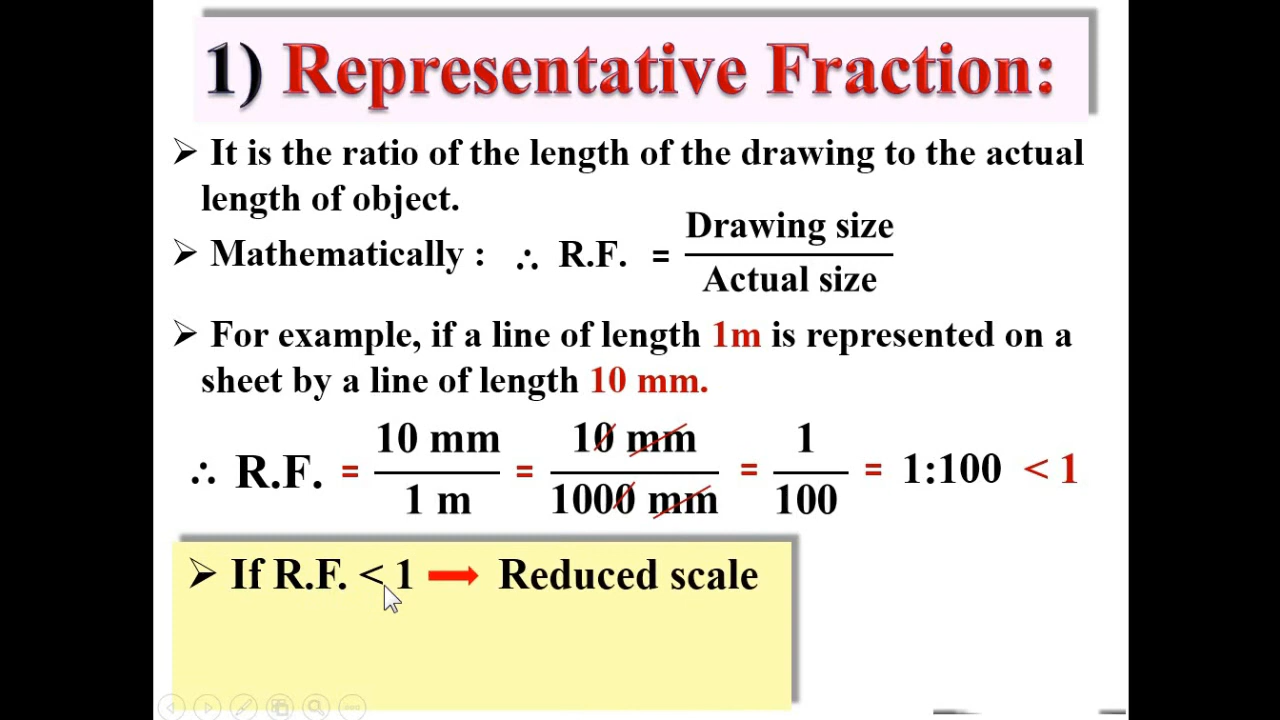 1) Representative Fraction:
➢ It is the ratio of the length of the drawing to the actual
length of object.
➢ Mathematically : ∴ R.F. = Drawing size / Actual size
➢ For example, if a line of length 1m is represented on a
sheet by a line of length 10 mm.
∴ R.F. = 10 mm / 1 m = 10 mm / 1000 mm = 1 / 100 = 1:100 < 1
➢ If R.F. < 1 ➡ Reduced scale